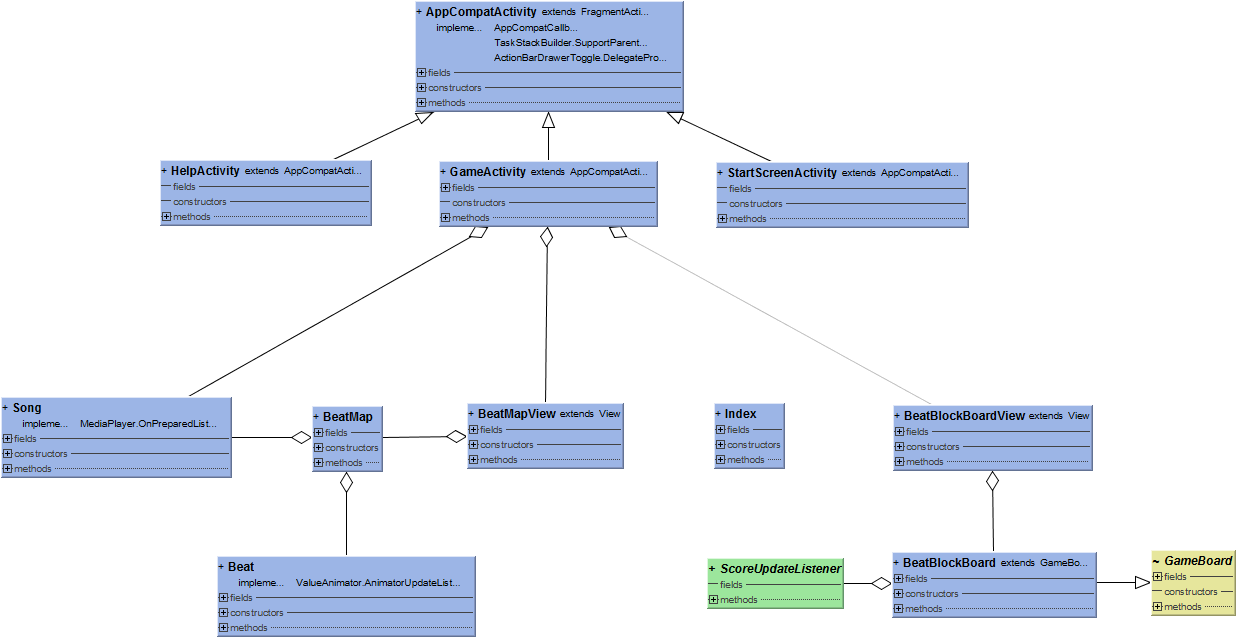 + AppCompatActivity extends FragmentActi...
impleme... AppCompatCallb...
TaskStackBuilder.SupportParent...
ActionBarDrawerToggle.DelegatePro...
fields
constructors
methods
+ HelpActivity extends AppCompatActi...
fields
constructors
methods
+ GameActivity extends AppCompatActi...
fields
constructors
methods
+ StartScreenActivity extends AppCompatActi...
fields
constructors
methods
+ Song
impleme... MediaPlayer.OnPreparedList...
fields
constructors
methods
+ BeatMap
fields
constructors
methods
+ BeatMapView extends View
fields
constructors
methods
+ Index
fields
constructors
methods
+ BeatBlockBoardView extends View
fields
constructors
methods
+ Beat
impleme... ValueAnimator.AnimatorUpdateList...
fields
constructors
methods
+ ScoreUpdateListener
fields
methods
+ BeatBlockBoard extends GameBo...
fields
constructors
methods
~ GameBoard
fields
constructors
methods